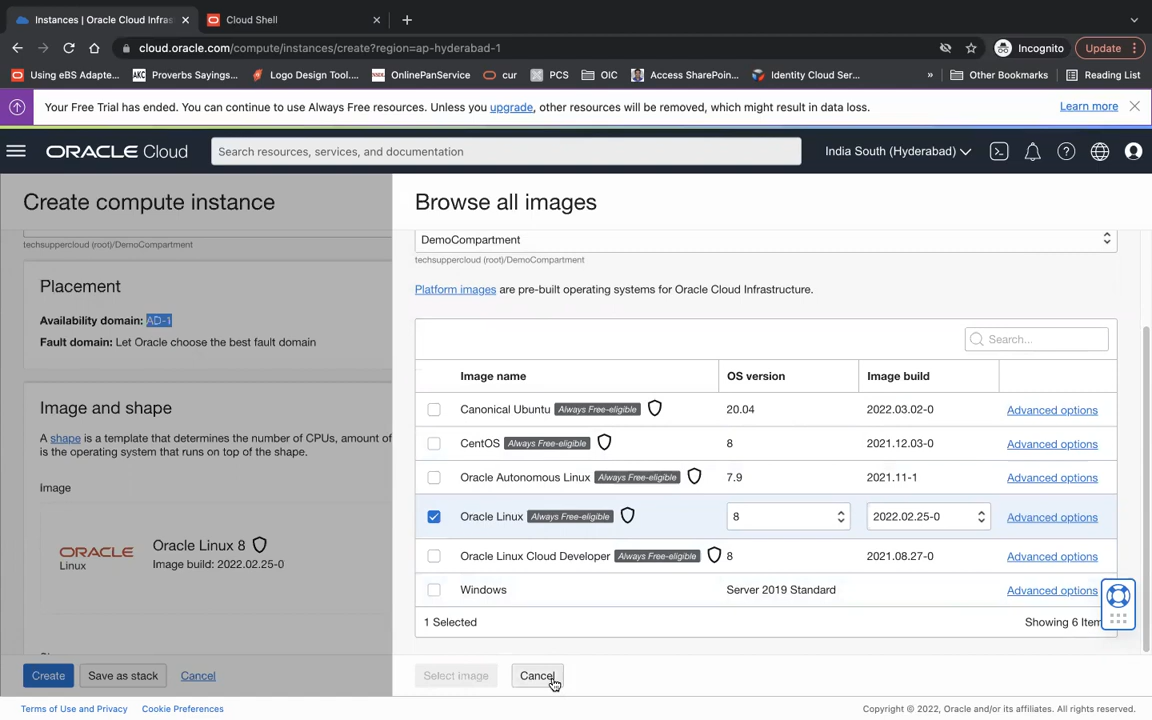 Instances | Oracle Cloud Infras
Cloud Shell
cloud.oracle.com/compute/instances/create?region=ap-hyderabad-1
Incognito
Update
Using eBS Adapte...
Proverbs Sayings...
Logo Design Tool....
OnlinePanService
cur
PCS
OIC
Access SharePoin...
Identity Cloud Ser...
»
Other Bookmarks
Reading List
Your Free Trial has ended. You can continue to use Always Free resources. Unless you upgrade, other resources will be removed, which might result in data loss.
Learn more
ORACLE Cloud
Search resources, services, and documentation
India South (Hyderabad)
Create compute instance
Browse all images
techsuppercloud (root)/DemoCompartment
DemoCompartment
techsuppercloud (root)/DemoCompartment
Placement
Platform images are pre-built operating systems for Oracle Cloud Infrastructure.
Availability domain: AD-1
Fault domain: Let Oracle choose the best fault domain
Search...
Image name OS version Image build
Image and shape
Canonical Ubuntu Always Free-eligible 20.04 2022.03.02-0 Advanced options
A shape is a template that determines the number of CPUs, amount of
is the operating system that runs on top of the shape.
CentOS Always Free-eligible 8 2021.12.03-0 Advanced options
Oracle Autonomous Linux Always Free-eligible 7.9 2021.11-1 Advanced options
Image
Oracle Linux Always Free-eligible 8 2022.02.25-0 Advanced options
ORACLE
Linux
Oracle Linux 8
Image build: 2022.02.25-0
Oracle Linux Cloud Developer Always Free-eligible 8 2021.08.27-0 Advanced options
Windows Server 2019 Standard Advanced options
1 Selected
Showing 6 Item
Create
Save as stack
Cancel
Select image
Cancel
Terms of Use and Privacy
Cookie Preferences
Copyright © 2022, Oracle and/or its affiliates. All rights reserved.